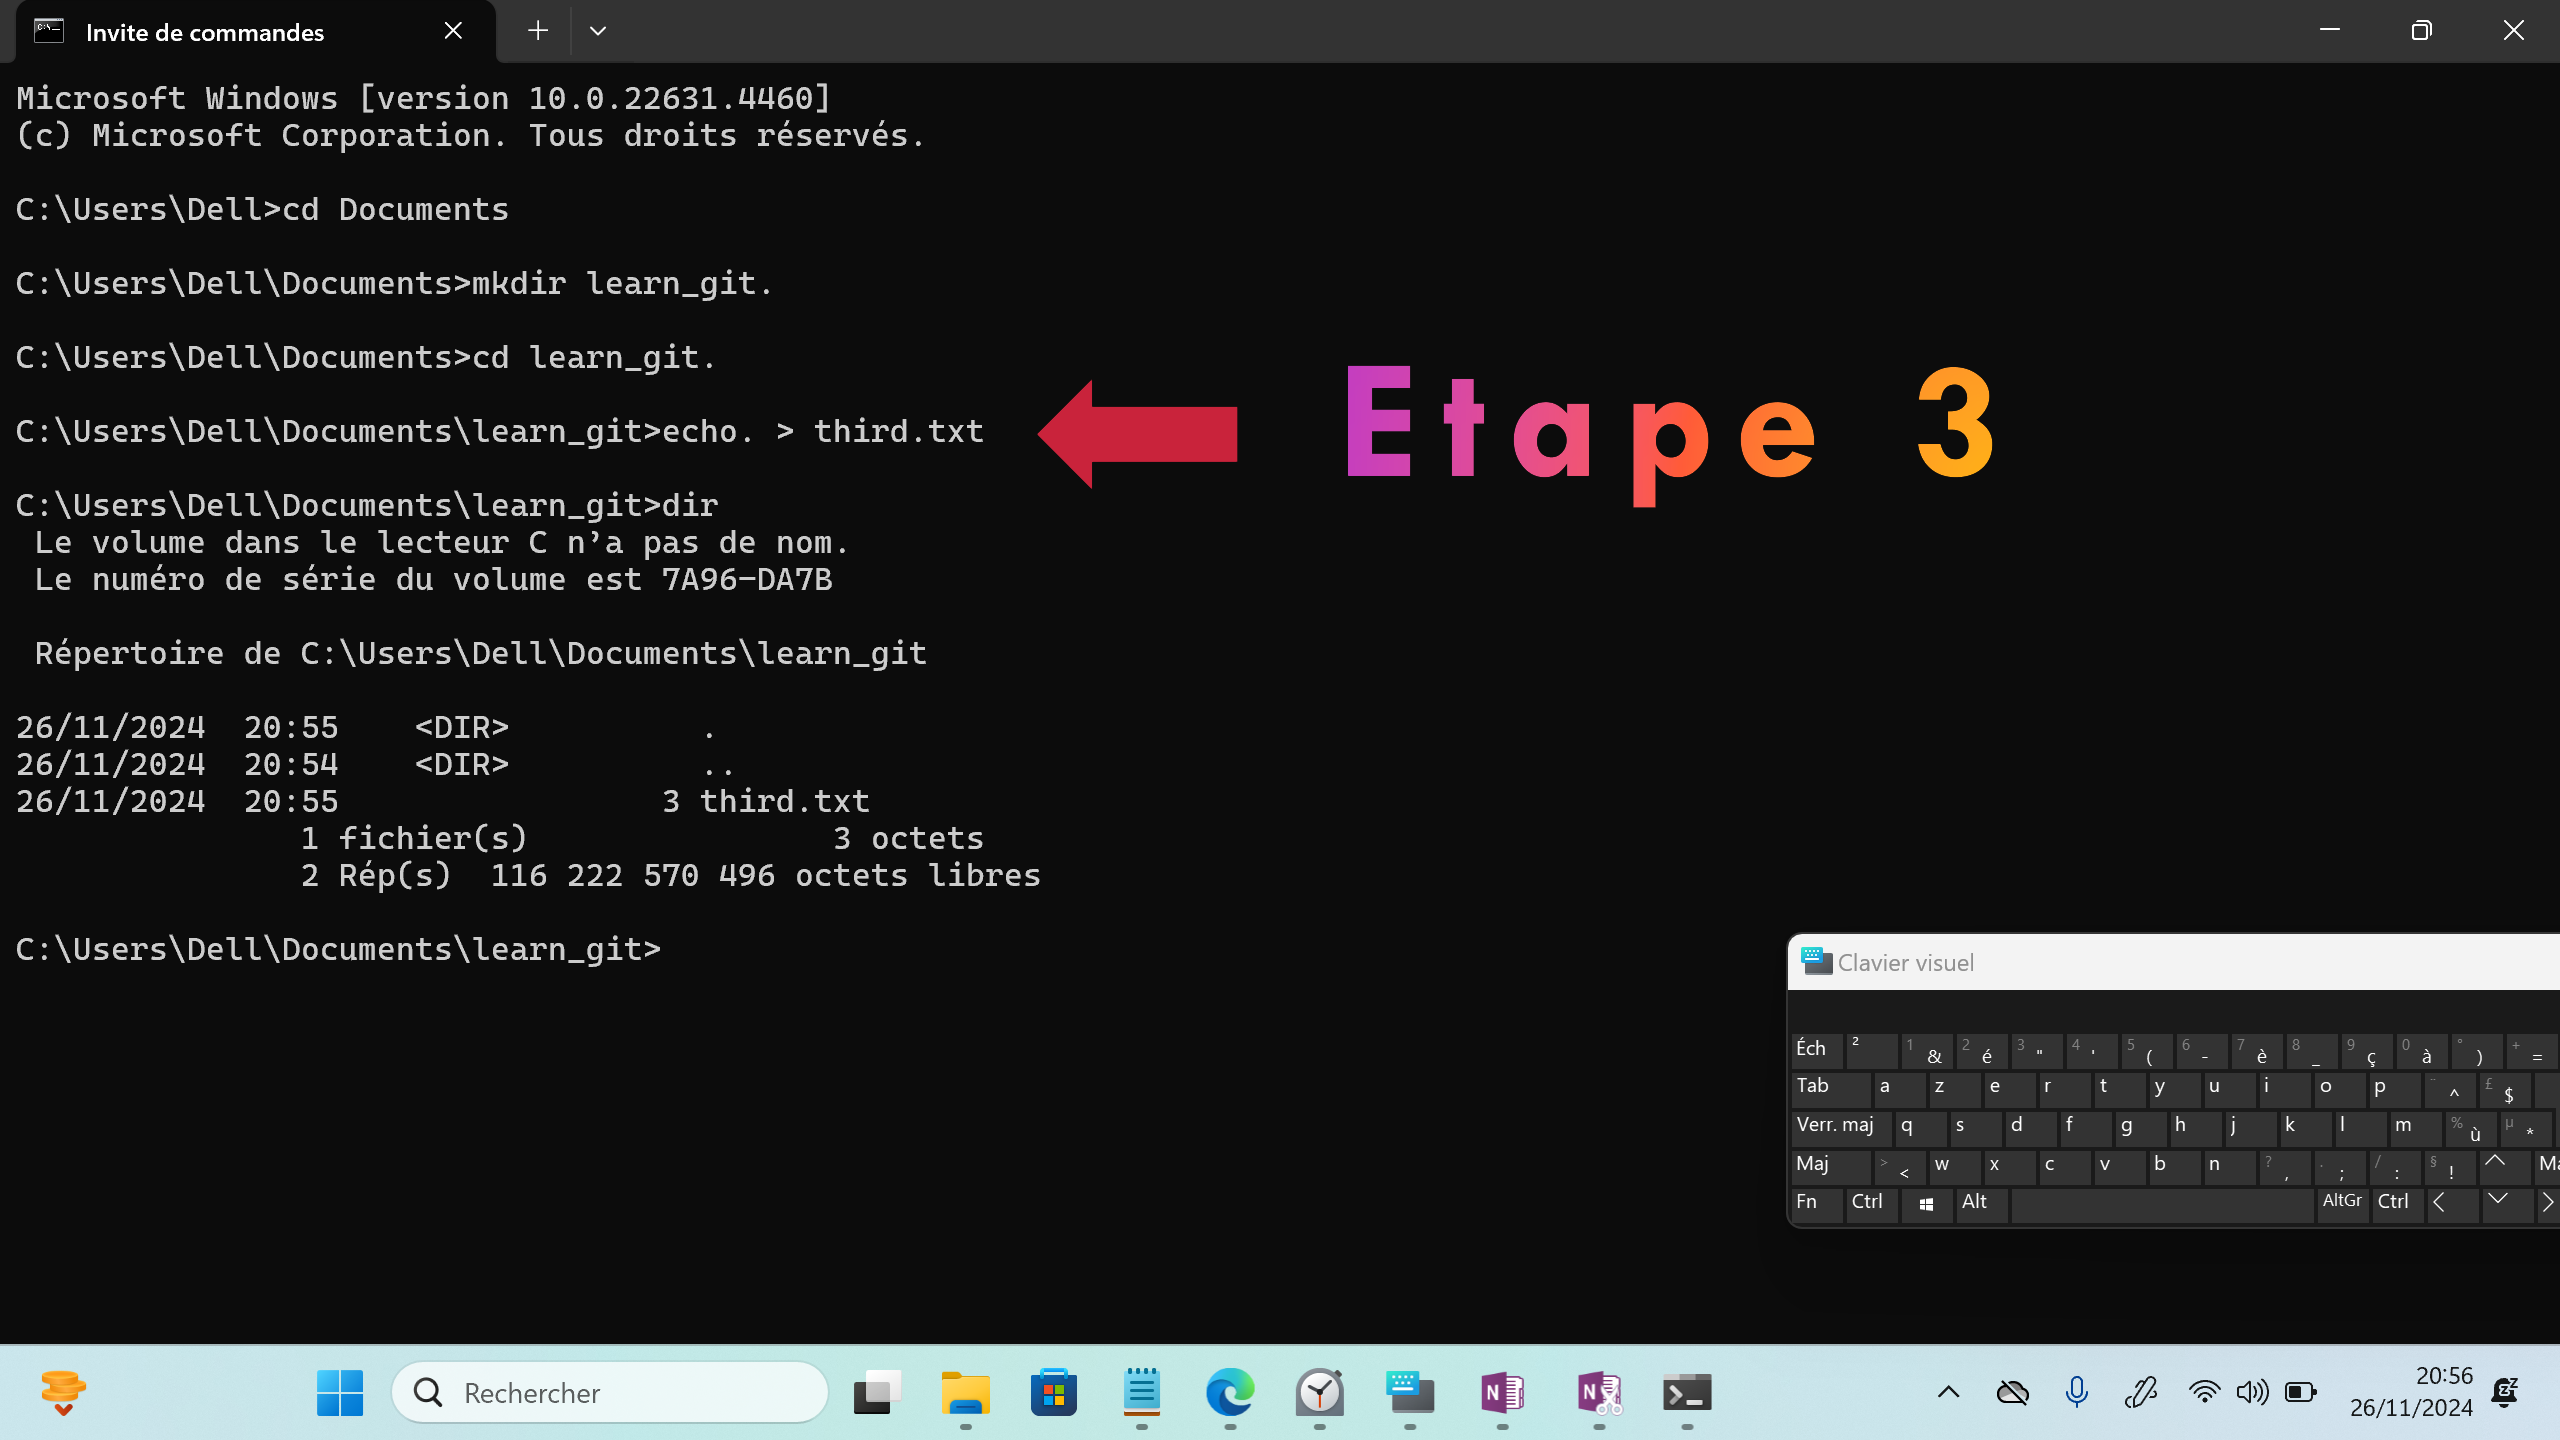 Invite de commandes
Microsoft Windows [version 10.0.22631.4460]
(c) Microsoft Corporation. Tous droits réservés.
C:\Users\Dell>cd Documents
C:\Users\Dell\Documents>mkdir learn_git.
C:\Users\Dell\Documents>cd learn_git.
C:\Users\Dell\Documents\learn_git>echo. > third.txt
Etape 3
C:\Users\Dell\Documents\learn_git>dir
Le volume dans le lecteur C n’a pas de nom.
Le numéro de série du volume est 7A96-DA7B
Répertoire de C:\Users\Dell\Documents\learn_git
26/11/2024 20:55 <DIR> .
26/11/2024 20:54 <DIR> ..
26/11/2024 20:55 3 third.txt
1 fichier(s) 3 octets
2 Rép(s) 116 222 570 496 octets libres
C:\Users\Dell\Documents\learn_git>
Clavier visuel
Éch ² 1 & 2 é 3 " 4 ' 5 ( 6 - 7 è 8 _ 9 ç 0 à ° ) + =
Tab a z e r t y u i o p ¨ ^ £ $
Verr. maj q s d f g h j k l m % ù µ *
Maj > < w x c v b n ? , . ; / : § !
Fn Ctrl Alt AltGr Ctrl
Rechercher
20:56
26/11/2024